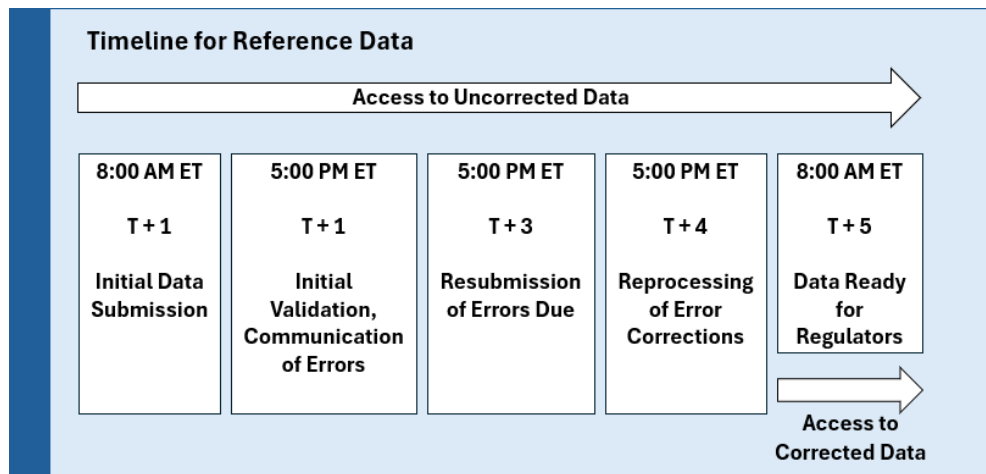 Timeline for Reference Data
Access to Uncorrected Data
8:00 AM ET
T + 1
Initial Data
Submission
5:00 PM ET
T + 1
Initial
Validation,
Communication
of Errors
5:00 PM ET
T + 3
Resubmission
of Errors Due
5:00 PM ET
T + 4
Reprocessing
of Error
Corrections
8:00 AM ET
T + 5
Data Ready
for
Regulators
Access to
Corrected Data